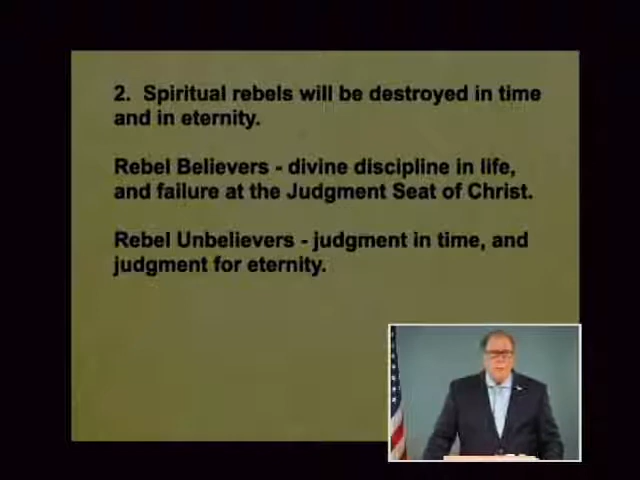 2. Spiritual rebels will be destroyed in time
and in eternity.
Rebel Believers - divine discipline in life,
and failure at the Judgment Seat of Christ.
Rebel Unbelievers - judgment in time, and
judgment for eternity.